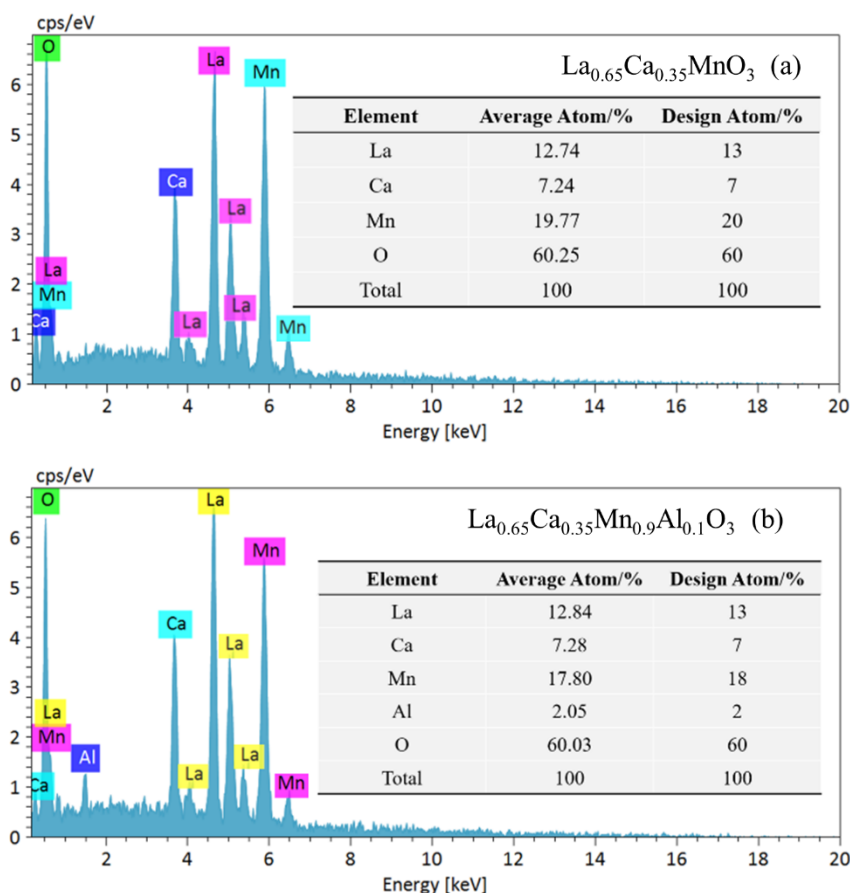 cps/eV
O
La
Mn
La₀.₆₅Ca₀.₃₅MnO₃ (a)
6
5
4
3
2
1
0
Ca
La
La
La
Mn
Ca
La
Mn
Element Average Atom/% Design Atom/%
La 12.74 13
Ca 7.24 7
Mn 19.77 20
O 60.25 60
Total 100 100
2 4 6 8 10 12 14 16 18 20
Energy [keV]
cps/eV
O
La
Mn
La₀.₆₅Ca₀.₃₅Mn₀.₉Al₀.₁O₃ (b)
6
5
4
3
2
1
0
Ca
La
La
Mn
Al
La
La
Mn
Ca
Element Average Atom/% Design Atom/%
La 12.84 13
Ca 7.28 7
Mn 17.80 18
Al 2.05 2
O 60.03 60
Total 100 100
2 4 6 8 10 12 14 16 18 20
Energy [keV]